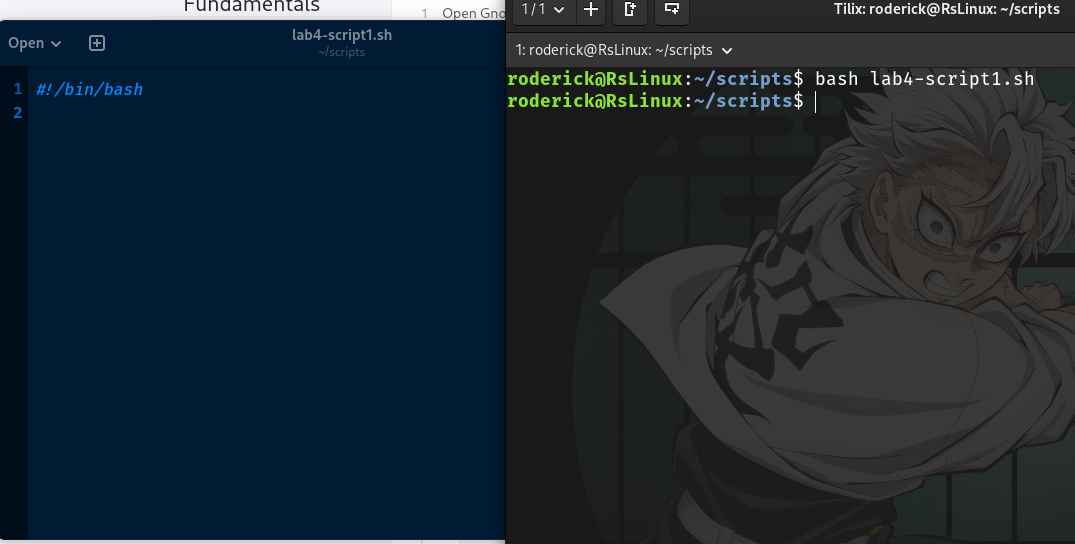 Fundamentals
1 Open Gno
Open
lab4-script1.sh
~/scripts
1 #!/bin/bash
2
1/1
Tilix: roderick@RsLinux: ~/scripts
1: roderick@RsLinux: ~/scripts
roderick@RsLinux:~/scripts$ bash lab4-script1.sh
roderick@RsLinux:~/scripts$